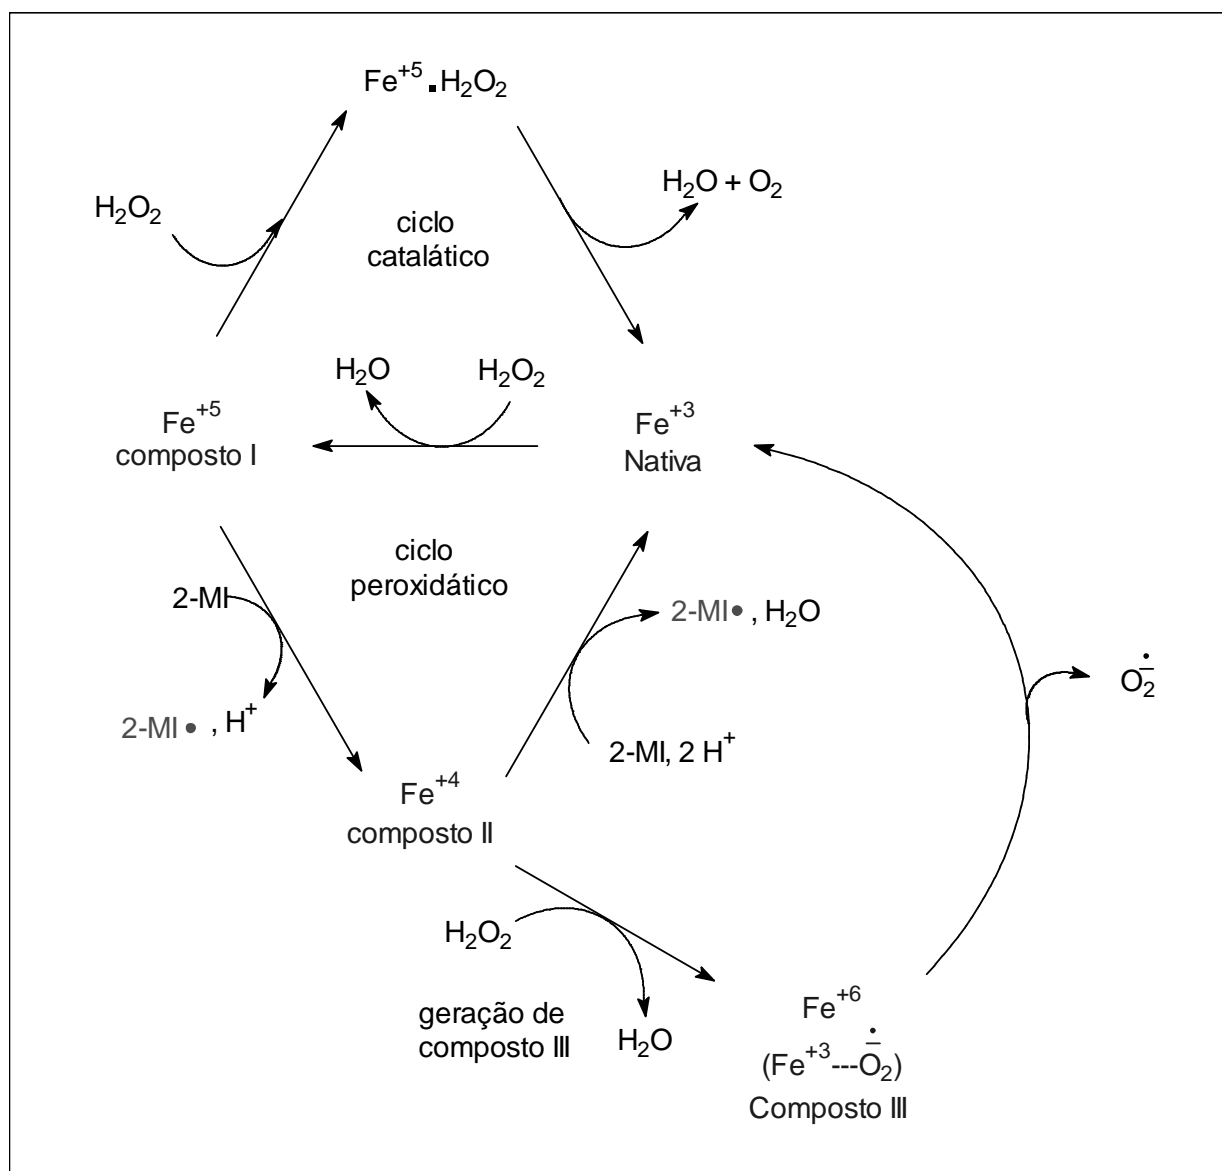 Fe⁺⁵ ▪ H₂O₂
H₂O₂
H₂O + O₂
ciclo
catalático
H₂O
H₂O₂
Fe⁺⁵
composto I
Fe⁺³
Nativa
ciclo
peroxidático
2-MI
2-MI• , H₂O
2-MI • , H⁺
2-MI, 2 H⁺
O₂•̅
Fe⁺⁴
composto II
H₂O₂
geração de
composto III
H₂O
Fe⁺⁶
(Fe⁺³---O₂•̅)
Composto III